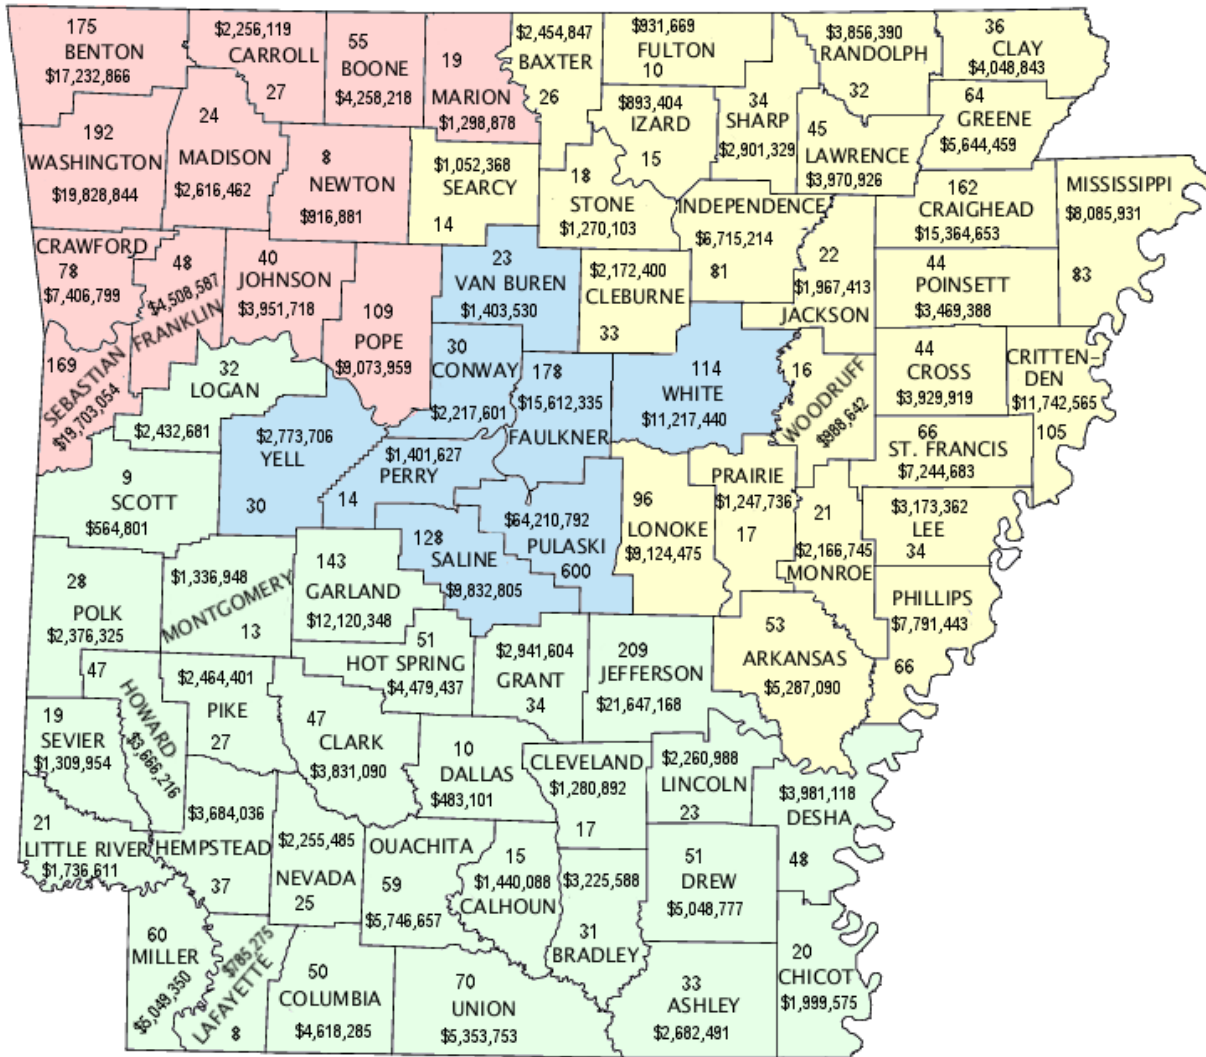 175
BENTON
$17,232,866
$2,256,119
CARROLL
27
55
BOONE
$4,258,218
19
MARION
$1,298,878
$2,454,847
BAXTER
26
$931,669
FULTON
10
$3,856,390
RANDOLPH
32
36
CLAY
$4,048,843
192
WASHINGTON
$19,828,844
24
MADISON
$2,616,462
8
NEWTON
$916,881
$1,052,368
SEARCY
14
$893,404
IZARD
15
34
SHARP
$2,901,329
45
LAWRENCE
$3,970,926
64
GREENE
$5,644,459
18
STONE
$1,270,103
INDEPENDENCE
$6,715,214
81
162
CRAIGHEAD
$15,364,653
MISSISSIPPI
$8,085,931
83
CRAWFORD
78
$7,406,799
48
$4,508,587
FRANKLIN
40
JOHNSON
$3,951,718
109
POPE
$9,073,959
23
VAN BUREN
$1,403,530
$2,172,400
CLEBURNE
33
22
$1,967,413
JACKSON
44
POINSETT
$3,469,388
169
SEBASTIAN
$19,703,054
32
LOGAN
$2,432,681
30
CONWAY
$2,217,601
178
$15,612,335
FAULKNER
114
WHITE
$11,217,440
16
WOODRUFF
$988,642
44
CROSS
$3,929,919
CRITTEN-
DEN
$11,742,565
105
$2,773,706
YELL
30
$1,401,627
PERRY
14
66
ST. FRANCIS
$7,244,683
9
SCOTT
$564,801
$64,210,792
PULASKI
600
96
LONOKE
$9,124,475
PRAIRIE
$1,247,736
17
21
$2,166,745
MONROE
$3,173,362
LEE
34
128
SALINE
$9,832,805
28
POLK
$2,376,325
$1,336,948
MONTGOMERY
13
143
GARLAND
$12,120,348
PHILLIPS
$7,791,443
66
51
HOT SPRING
$4,479,437
$2,941,604
GRANT
34
209
JEFFERSON
$21,647,168
53
ARKANSAS
$5,287,090
47
HOWARD
$3,666,216
$2,464,401
PIKE
27
47
CLARK
$3,831,090
19
SEVIER
$1,309,954
10
DALLAS
$483,101
CLEVELAND
$1,280,892
17
$2,260,988
LINCOLN
23
$3,981,118
DESHA
48
21
LITTLE RIVER
$1,736,611
$3,684,036
HEMPSTEAD
37
$2,255,485
NEVADA
25
OUACHITA
59
$5,746,657
15
$1,440,088
CALHOUN
$3,225,588
31
BRADLEY
51
DREW
$5,048,777
60
MILLER
$5,049,350
$785,275
LAFAYETTE
8
50
COLUMBIA
$4,618,285
70
UNION
$5,353,753
33
ASHLEY
$2,682,491
20
CHICOT
$1,999,575